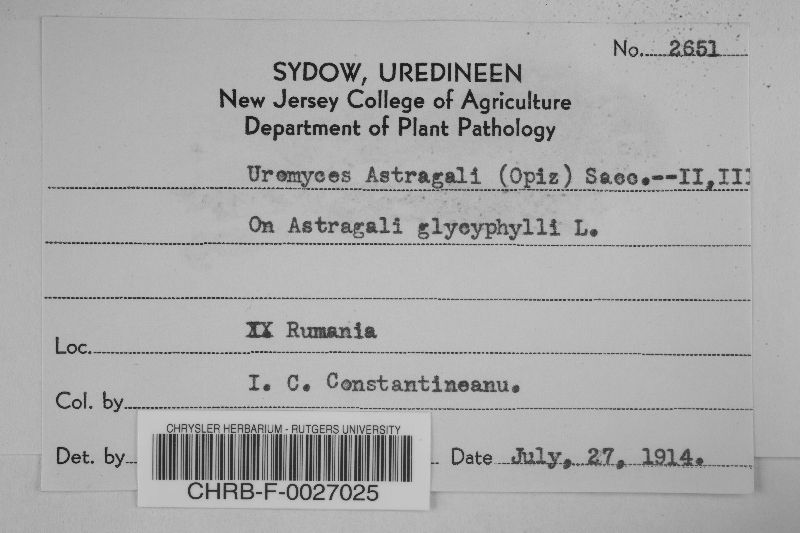 No. 2651
SYDOW, UREDINEEN
New Jersey College of Agriculture
Department of Plant Pathology
Uromyces Astragali (Opiz) Sacc.--II,III
On Astragali glycyphylli L.
Loc. Rumania
Col. by I. C. Constantineanu.
Det. by
Date July, 27, 1914.
CHRYSLER HERBARIUM - RUTGERS UNIVERSITY
CHRB-F-0027025